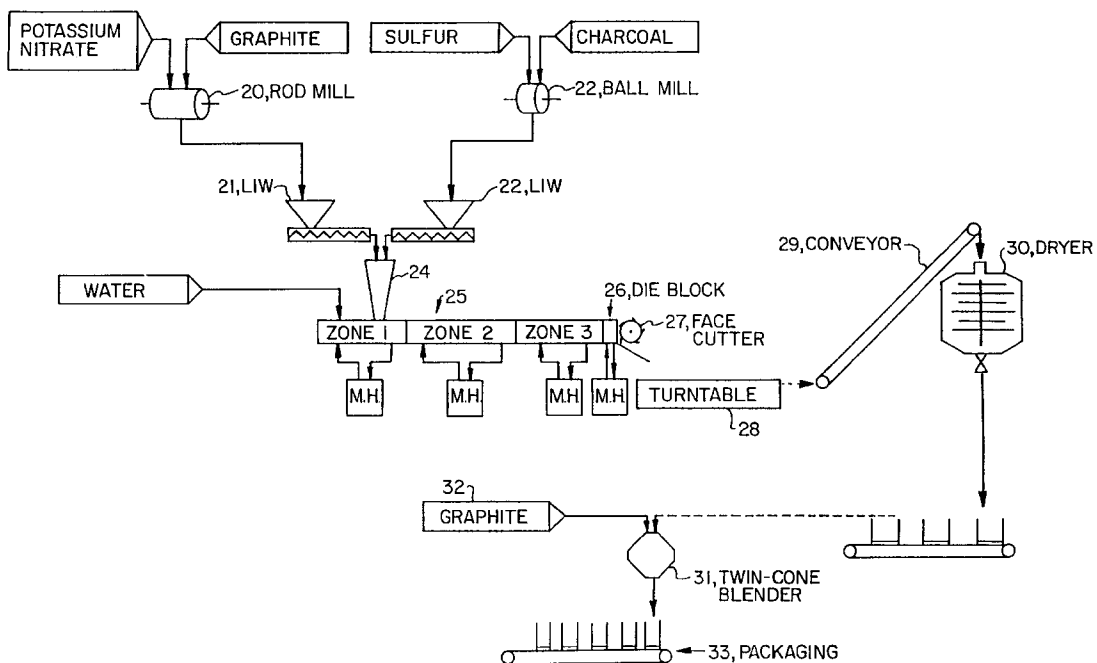 POTASSIUM
NITRATE
GRAPHITE
SULFUR
CHARCOAL
20, ROD MILL
22, BALL MILL
21, LIW
22, LIW
24
WATER
25
26, DIE BLOCK
27, FACE
CUTTER
ZONE 1
ZONE 2
ZONE 3
M.H.
M.H.
M.H.
M.H.
TURNTABLE
28
29, CONVEYOR
30, DRYER
32
GRAPHITE
31, TWIN-CONE
BLENDER
33, PACKAGING